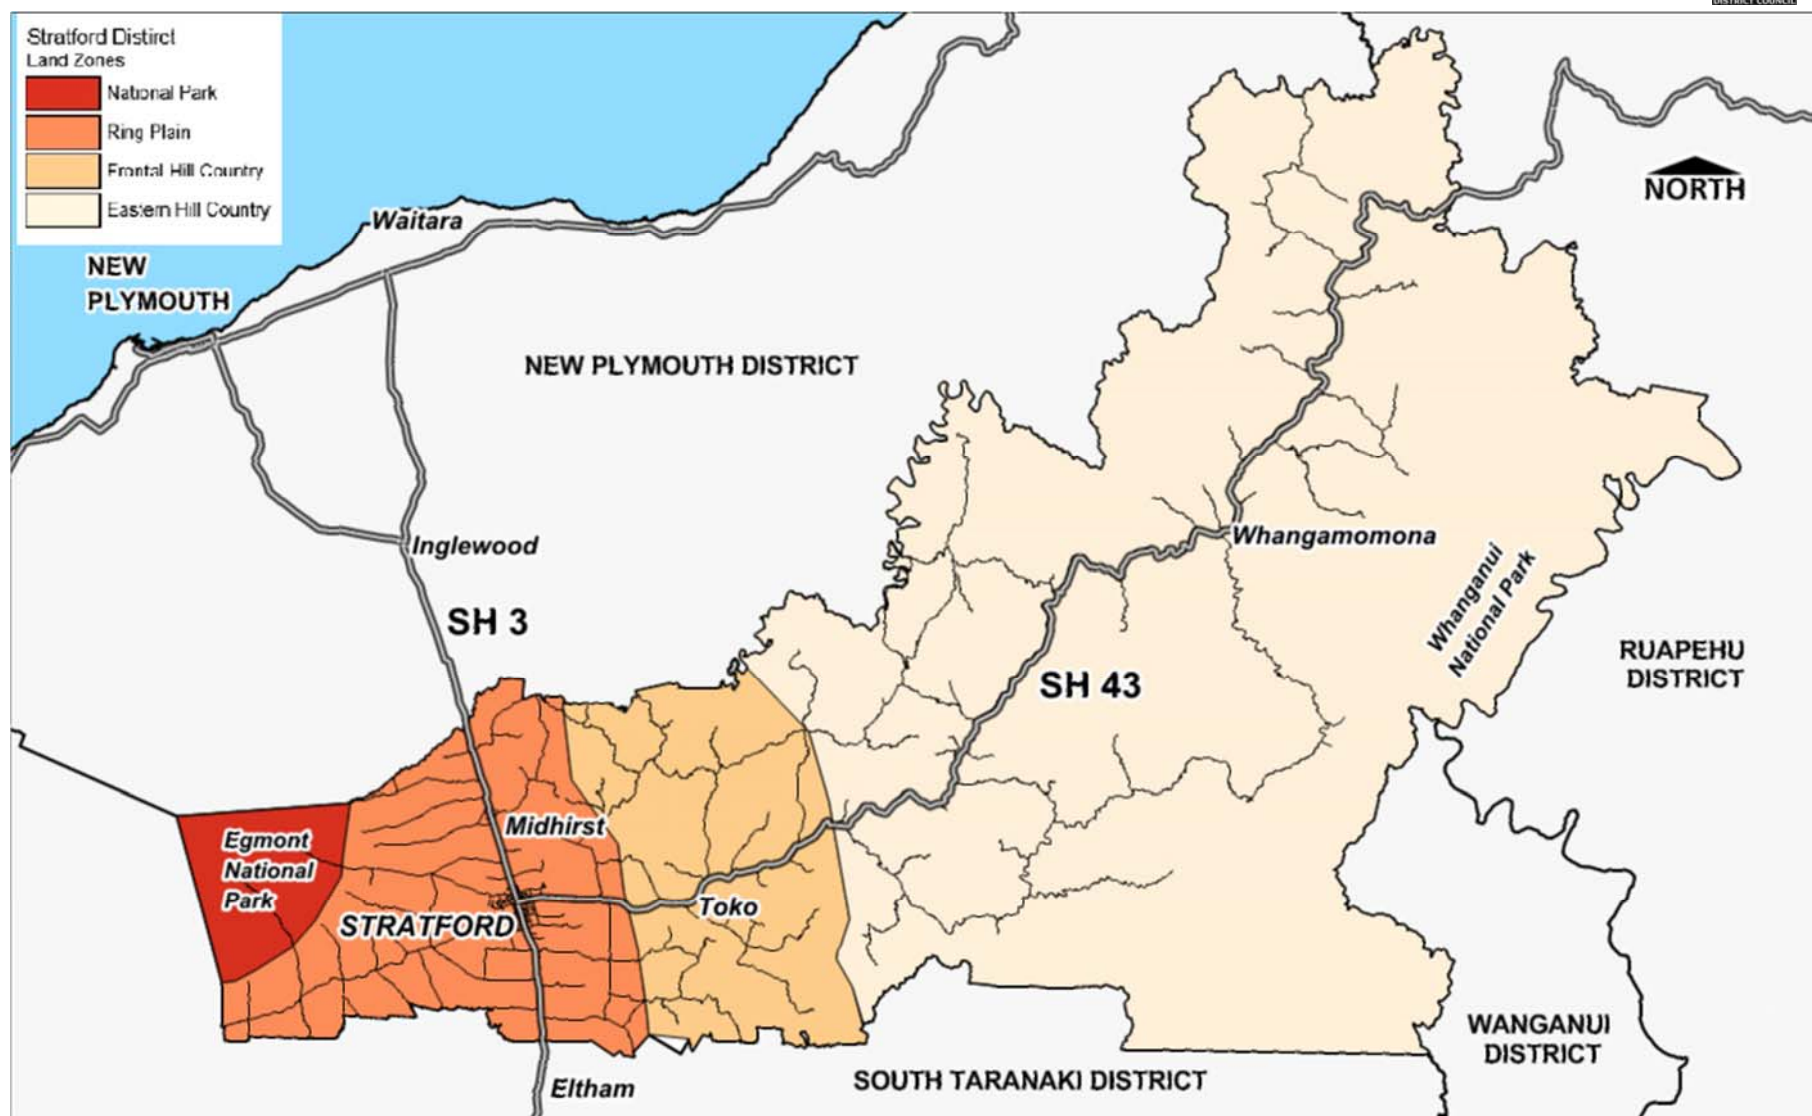 DISTRICT COUNCIL
Stratford Distirct
Land Zones
National Park
Ring Plain
Frontal Hill Country
Eastern Hill Country
NORTH
Waitara
NEW
PLYMOUTH
NEW PLYMOUTH DISTRICT
Inglewood
Whangamomona
Whanganui
National Park
SH 3
SH 43
RUAPEHU
DISTRICT
Midhirst
Egmont
National
Park
STRATFORD
Toko
WANGANUI
DISTRICT
SOUTH TARANAKI DISTRICT
Eltham